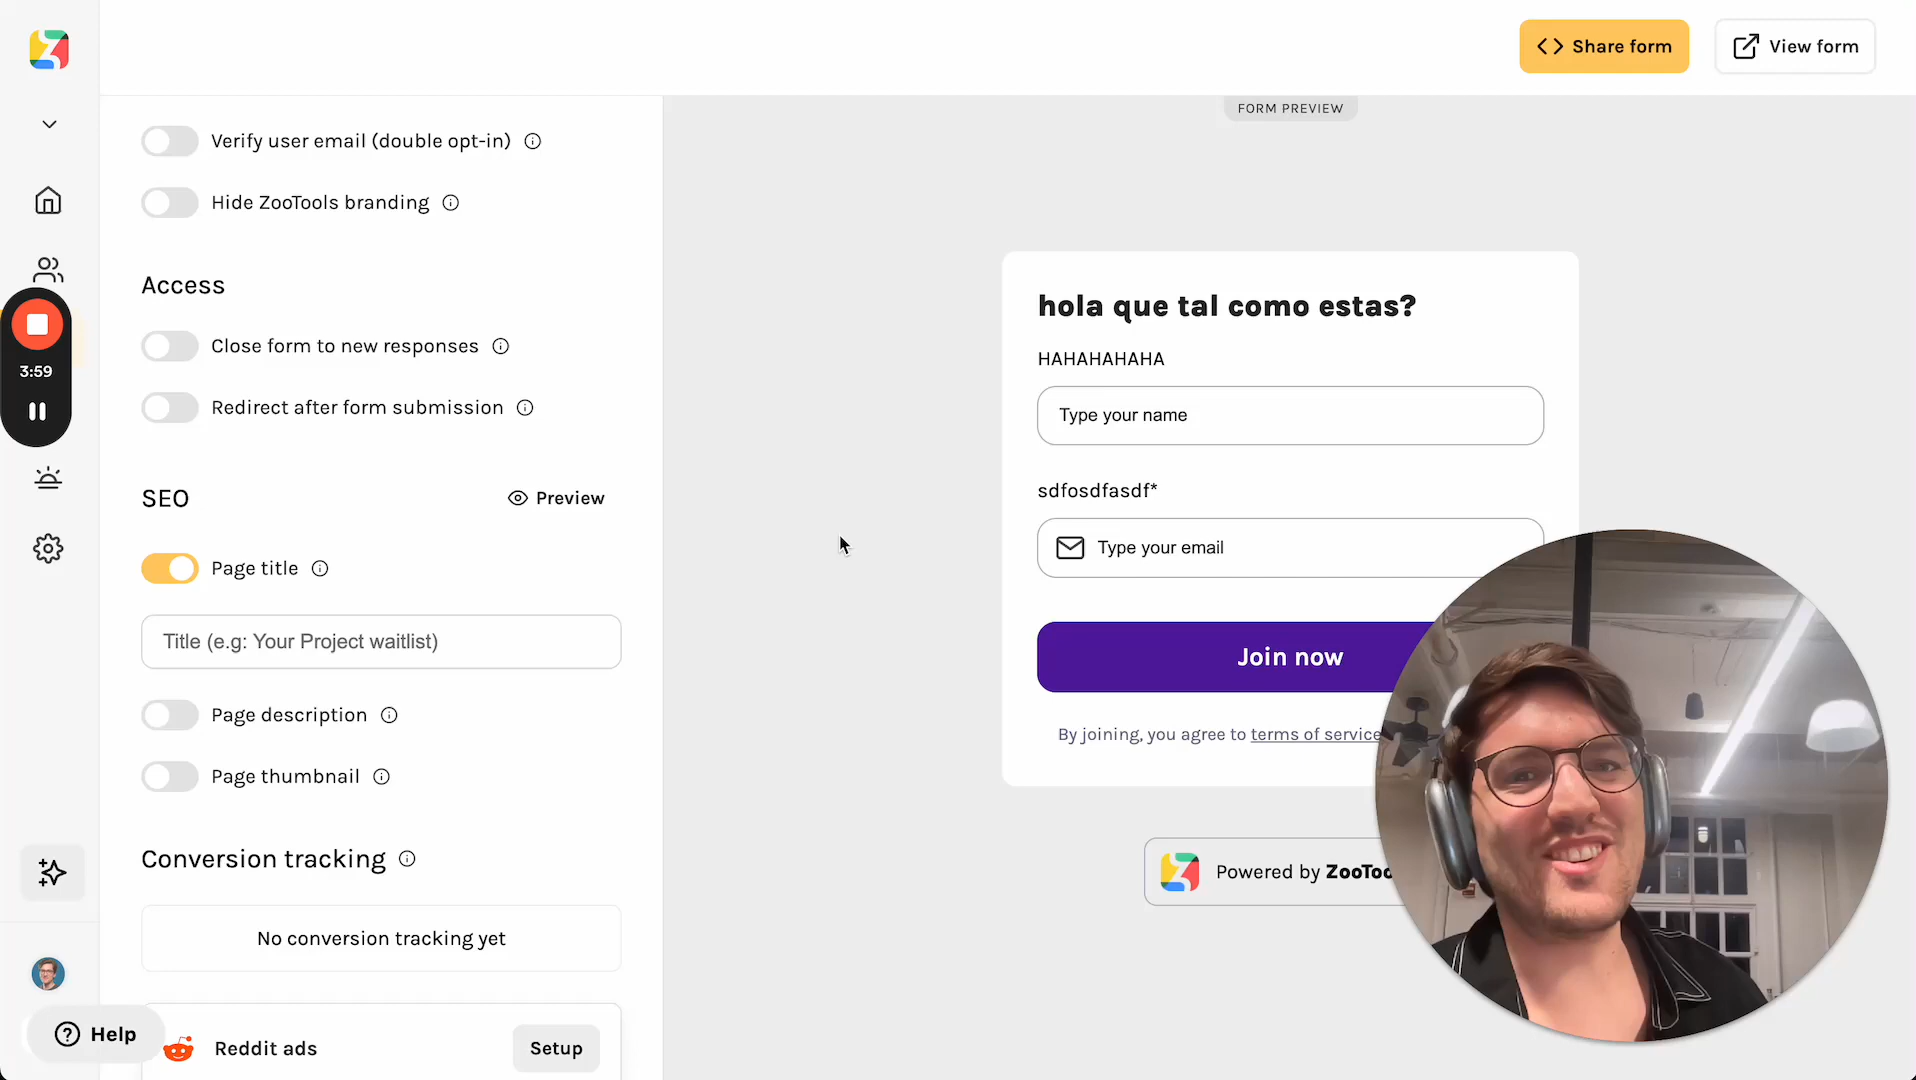 Share form
View form
FORM PREVIEW
Verify user email (double opt-in)
Hide ZooTools branding
Access
Close form to new responses
Redirect after form submission
SEO
Preview
Page title
Title (e.g: Your Project waitlist)
Page description
Page thumbnail
Conversion tracking
No conversion tracking yet
Reddit ads
Setup
3:59
Help
hola que tal como estas?
HAHAHAHAHA
Type your name
sdfosdfasdf*
Type your email
Join now
By joining, you agree to terms of service
Powered by ZooToo